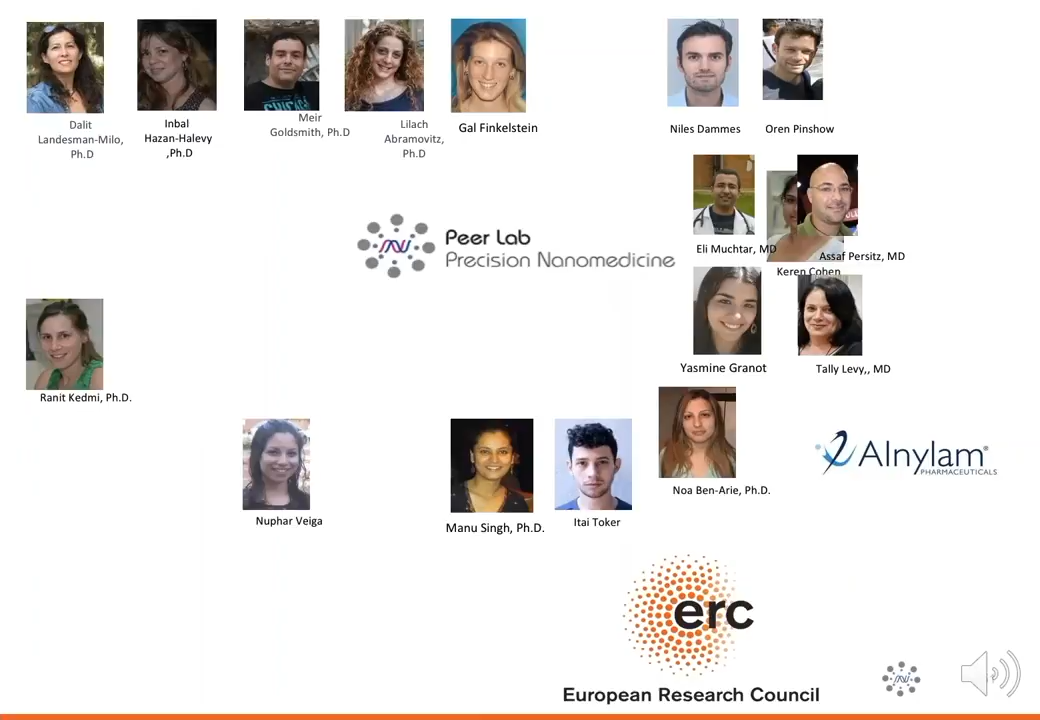 Dalit
Landesman-Milo,
Ph.D
Inbal
Hazan-Halevy
,Ph.D
Meir
Goldsmith, Ph.D
Lilach
Abramovitz,
Ph.D
Gal Finkelstein
Niles Dammes
Oren Pinshow
Eli Muchtar, MD
Assaf Persitz, MD
Keren Cohen
Peer Lab
Precision Nanomedicine
Yasmine Granot
Tally Levy,, MD
Ranit Kedmi, Ph.D.
Noa Ben-Arie, Ph.D.
Alnylam®
PHARMACEUTICALS
Nuphar Veiga
Manu Singh, Ph.D.
Itai Toker
erc
European Research Council